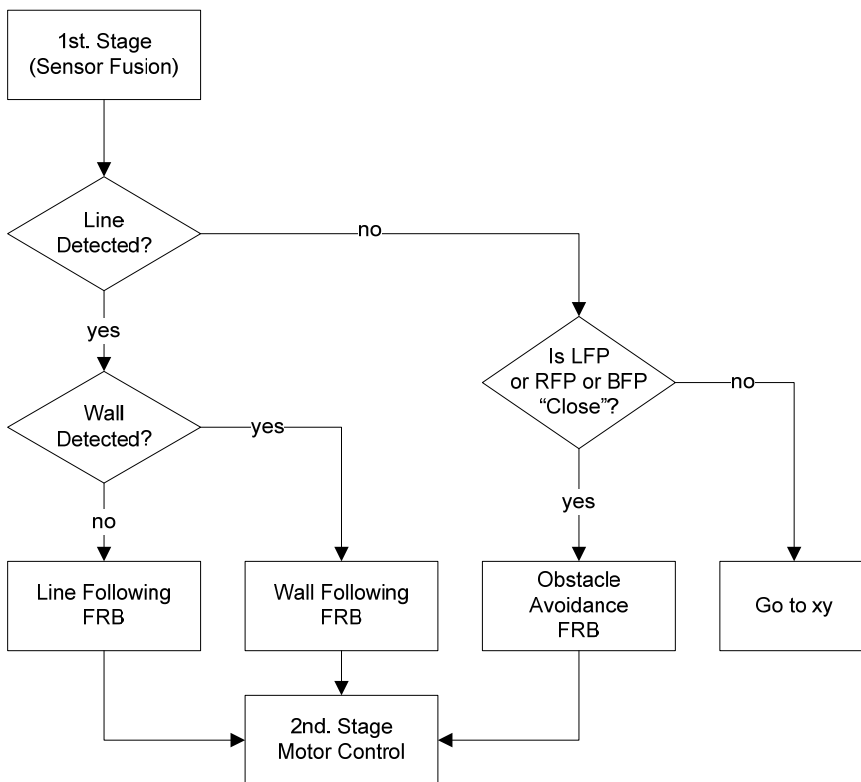 1st. Stage
(Sensor Fusion)
Line
Detected?
no
yes
Is LFP
or RFP or BFP
“Close”?
no
Wall
Detected?
yes
no
yes
Line Following
FRB
Wall Following
FRB
Obstacle
Avoidance
FRB
Go to xy
2nd. Stage
Motor Control